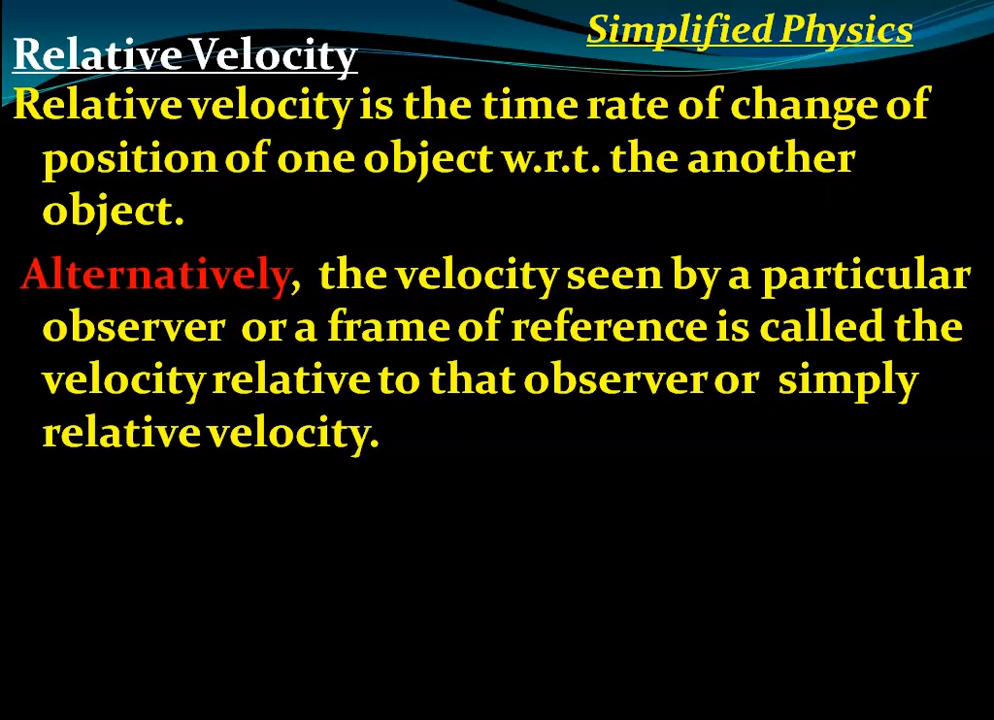 Simplified Physics
Relative Velocity
Relative velocity is the time rate of change of
position of one object w.r.t. the another
object.
Alternatively, the velocity seen by a particular
observer or a frame of reference is called the
velocity relative to that observer or simply
relative velocity.